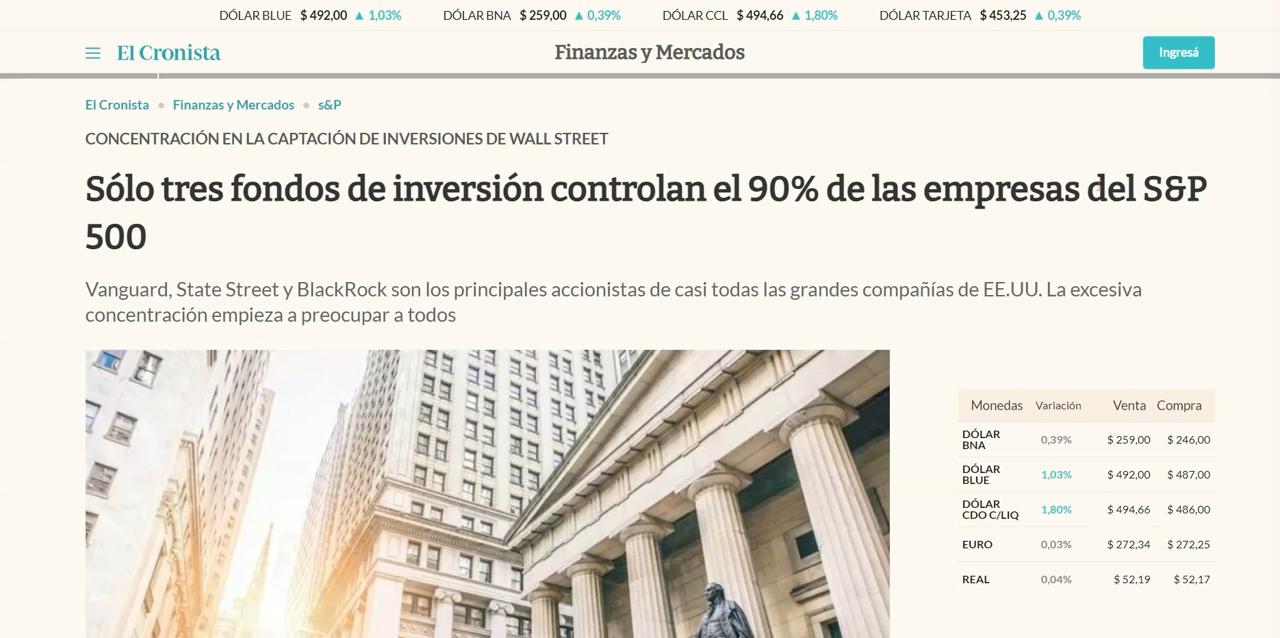 DÓLAR BLUE $ 492,00 ▲ 1,03% DÓLAR BNA $ 259,00 ▲ 0,39% DÓLAR CCL $ 494,66 ▲ 1,80% DÓLAR TARJETA $ 453,25 ▲ 0,39%
El Cronista Finanzas y Mercados Ingresá
El Cronista • Finanzas y Mercados • s&P
CONCENTRACIÓN EN LA CAPTACIÓN DE INVERSIONES DE WALL STREET
Sólo tres fondos de inversión controlan el 90% de las empresas del S&P
500
Vanguard, State Street y BlackRock son los principales accionistas de casi todas las grandes compañías de EE.UU. La excesiva
concentración empieza a preocupar a todos
Monedas Variación Venta Compra
DÓLAR
BNA 0,39% $ 259,00 $ 246,00
DÓLAR
BLUE 1,03% $ 492,00 $ 487,00
DÓLAR
CDO C/LIQ 1,80% $ 494,66 $ 486,00
EURO 0,03% $ 272,34 $ 272,25
REAL 0,04% $ 52,19 $ 52,17